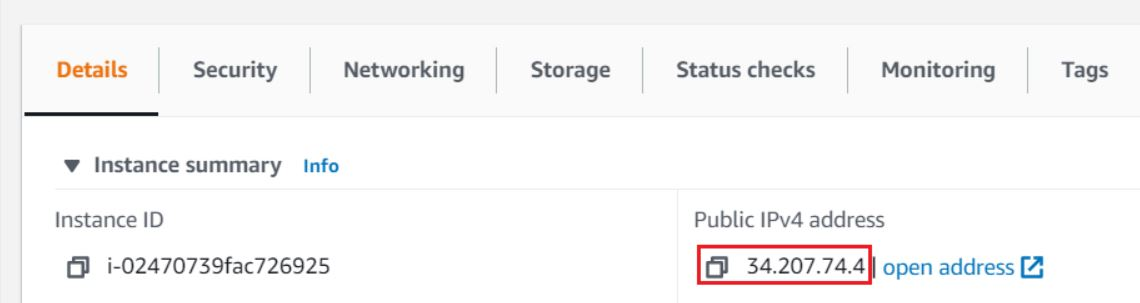 Details Security Networking Storage Status checks Monitoring Tags
Instance summary Info
Instance ID Public IPv4 address
i-02470739fac726925 34.207.74.4 | open address